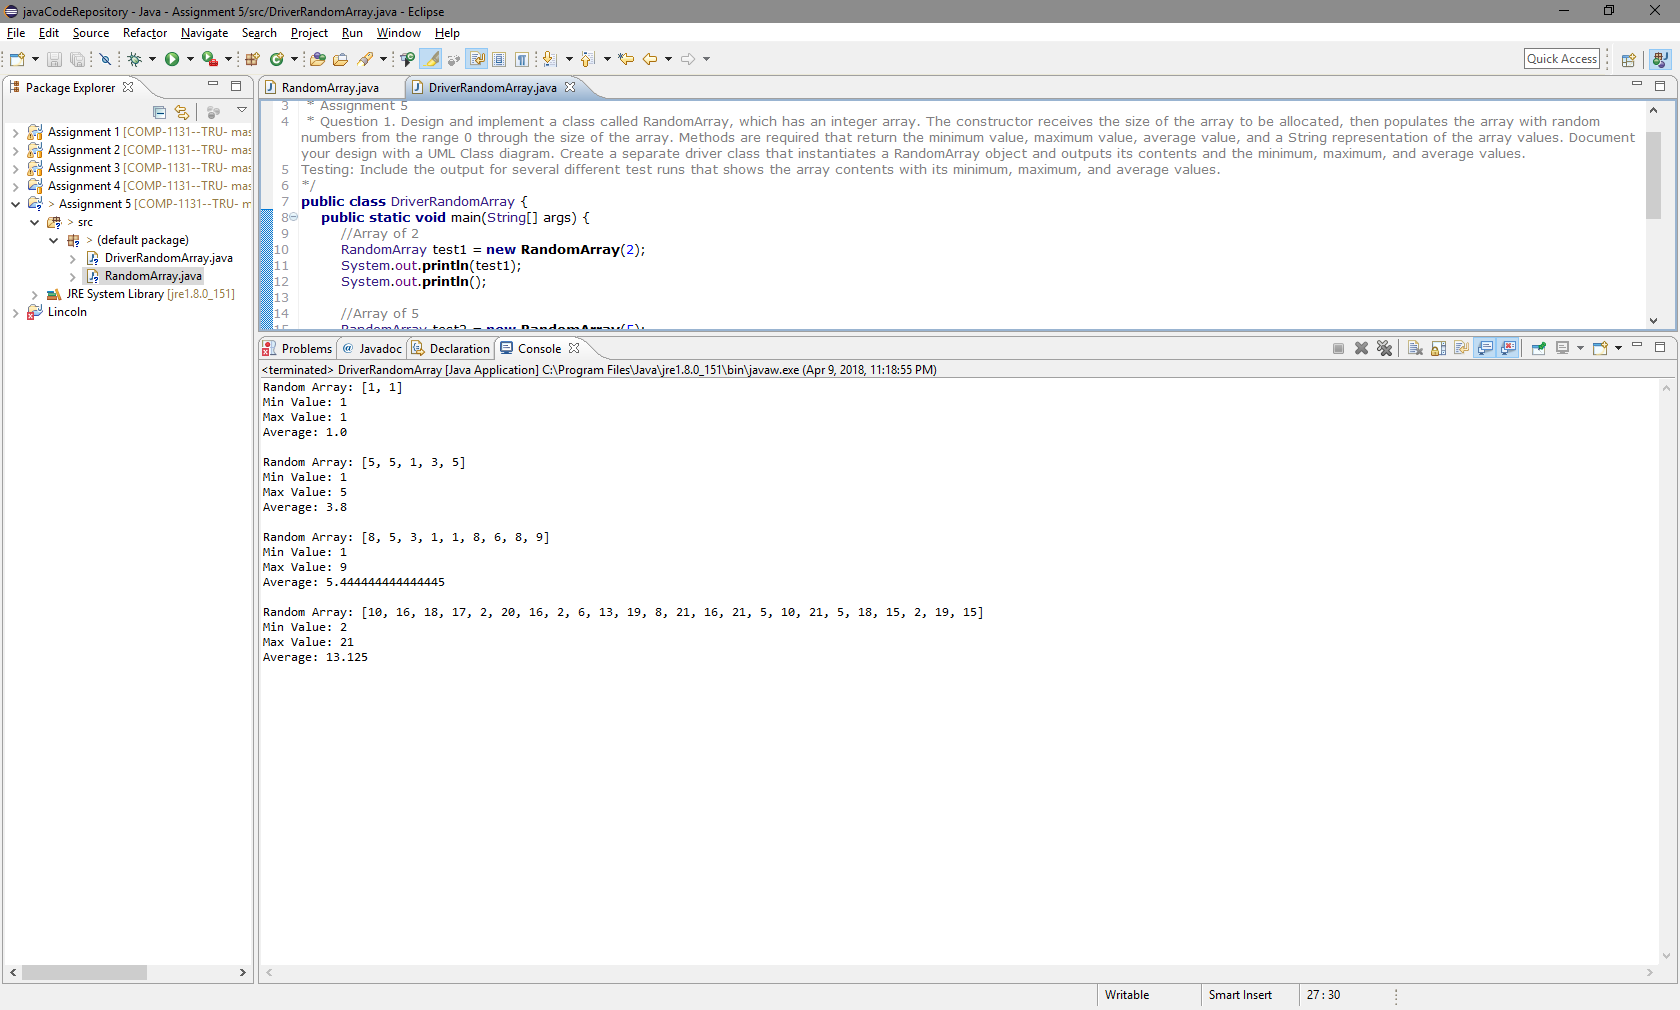 javaCodeRepository - Java - Assignment 5/src/DriverRandomArray.java - Eclipse
File Edit Source Refactor Navigate Search Project Run Window Help
Quick Access
Package Explorer
Assignment 1 [COMP-1131--TRU- mas
Assignment 2 [COMP-1131--TRU- mas
Assignment 3 [COMP-1131--TRU- mas
Assignment 4 [COMP-1131--TRU- mas
> Assignment 5 [COMP-1131--TRU- m
> src
> (default package)
DriverRandomArray.java
RandomArray.java
JRE System Library [jre1.8.0_151]
Lincoln
RandomArray.java DriverRandomArray.java
3 * Assignment 5
4 * Question 1. Design and implement a class called RandomArray, which has an integer array. The constructor receives the size of the array to be allocated, then populates the array with random
numbers from the range 0 through the size of the array. Methods are required that return the minimum value, maximum value, average value, and a String representation of the array values. Document
your design with a UML Class diagram. Create a separate driver class that instantiates a RandomArray object and outputs its contents and the minimum, maximum, and average values.
5 Testing: Include the output for several different test runs that shows the array contents with its minimum, maximum, and average values.
6 */
7 public class DriverRandomArray {
8 public static void main(String[] args) {
9 //Array of 2
10 RandomArray test1 = new RandomArray(2);
11 System.out.println(test1);
12 System.out.println();
13
14 //Array of 5
15 RandomArray test2 = new RandomArray(5);
Problems @ Javadoc Declaration Console
<terminated> DriverRandomArray [Java Application] C:\Program Files\Java\jre1.8.0_151\bin\javaw.exe (Apr 9, 2018, 11:18:55 PM)
Random Array: [1, 1]
Min Value: 1
Max Value: 1
Average: 1.0
Random Array: [5, 5, 1, 3, 5]
Min Value: 1
Max Value: 5
Average: 3.8
Random Array: [8, 5, 3, 1, 1, 8, 6, 8, 9]
Min Value: 1
Max Value: 9
Average: 5.444444444444445
Random Array: [10, 16, 18, 17, 2, 20, 16, 2, 6, 13, 19, 8, 21, 16, 21, 5, 10, 21, 5, 18, 15, 2, 19, 15]
Min Value: 2
Max Value: 21
Average: 13.125
Writable Smart Insert 27 : 30